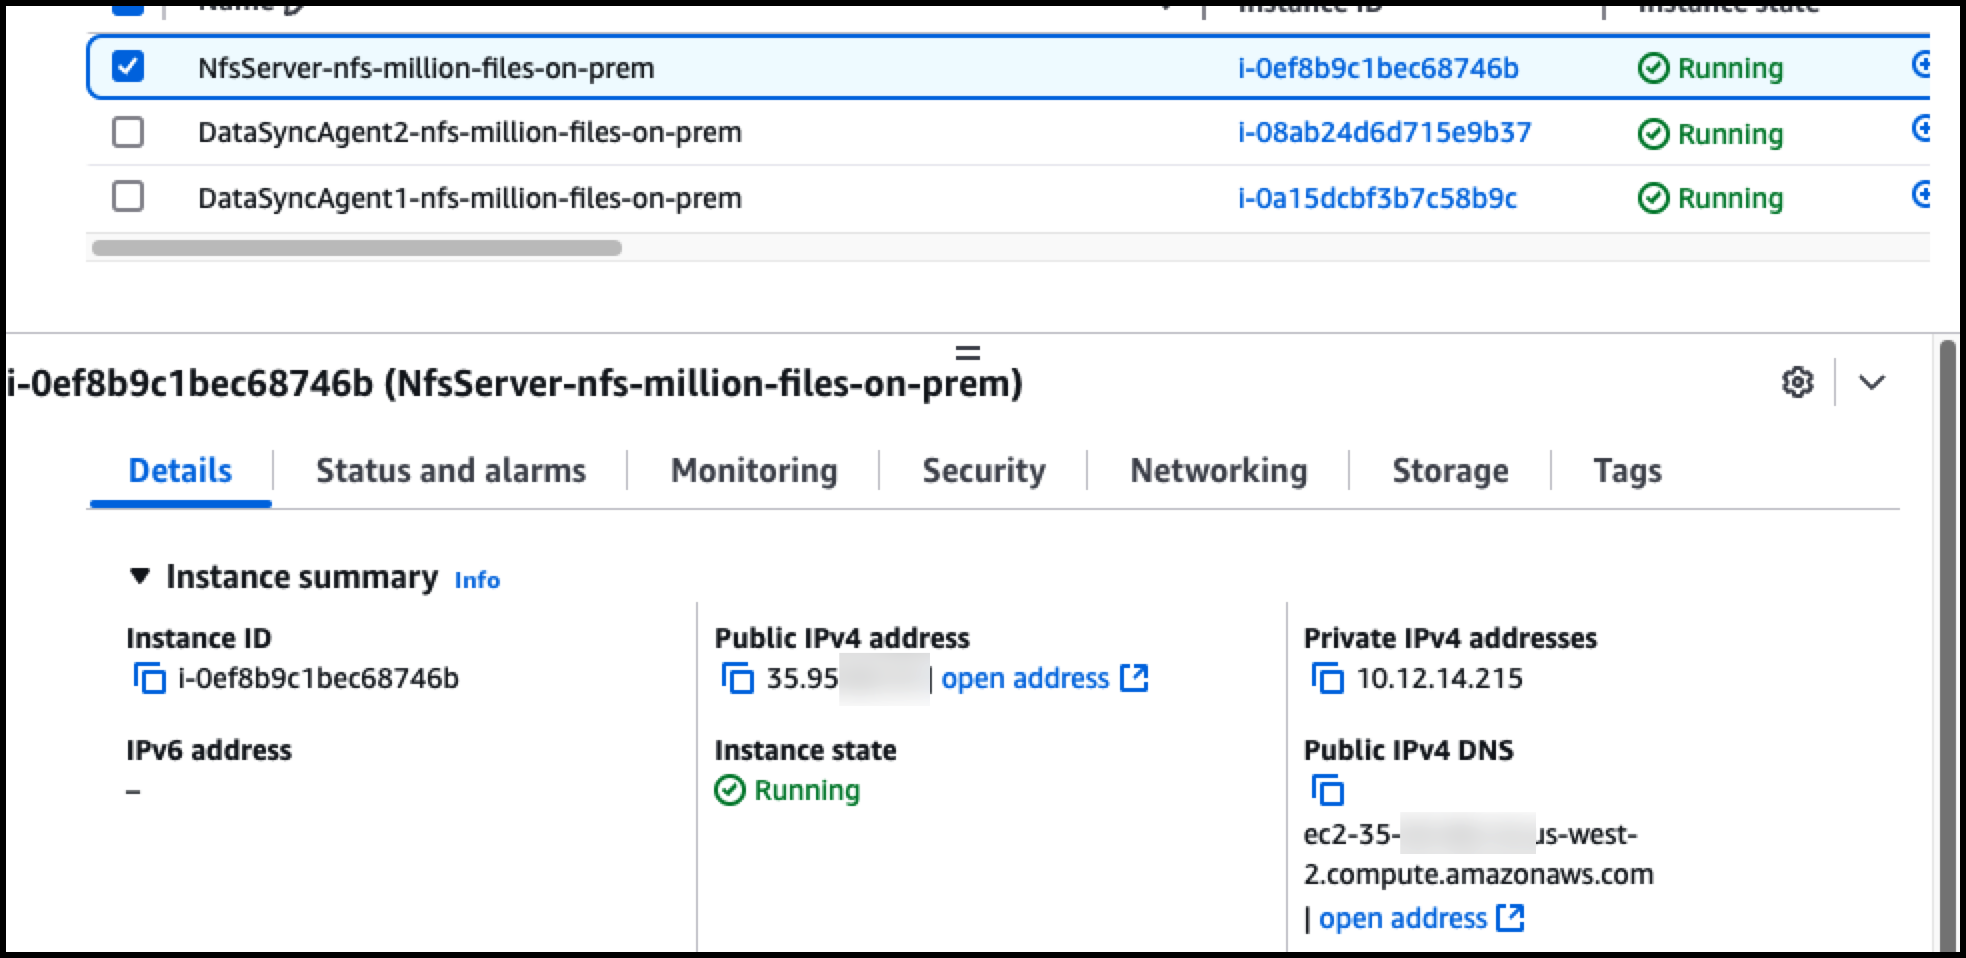 Name Instance ID Instance state
NfsServer-nfs-million-files-on-prem i-0ef8b9c1bec68746b Running
DataSyncAgent2-nfs-million-files-on-prem i-08ab24d6d715e9b37 Running
DataSyncAgent1-nfs-million-files-on-prem i-0a15dcbf3b7c58b9c Running
i-0ef8b9c1bec68746b (NfsServer-nfs-million-files-on-prem)
Details Status and alarms Monitoring Security Networking Storage Tags
Instance summary Info
Instance ID
i-0ef8b9c1bec68746b
Public IPv4 address
35.95 | open address
Private IPv4 addresses
10.12.14.215
IPv6 address
–
Instance state
Running
Public IPv4 DNS
ec2-35- us-west-
2.compute.amazonaws.com
| open address